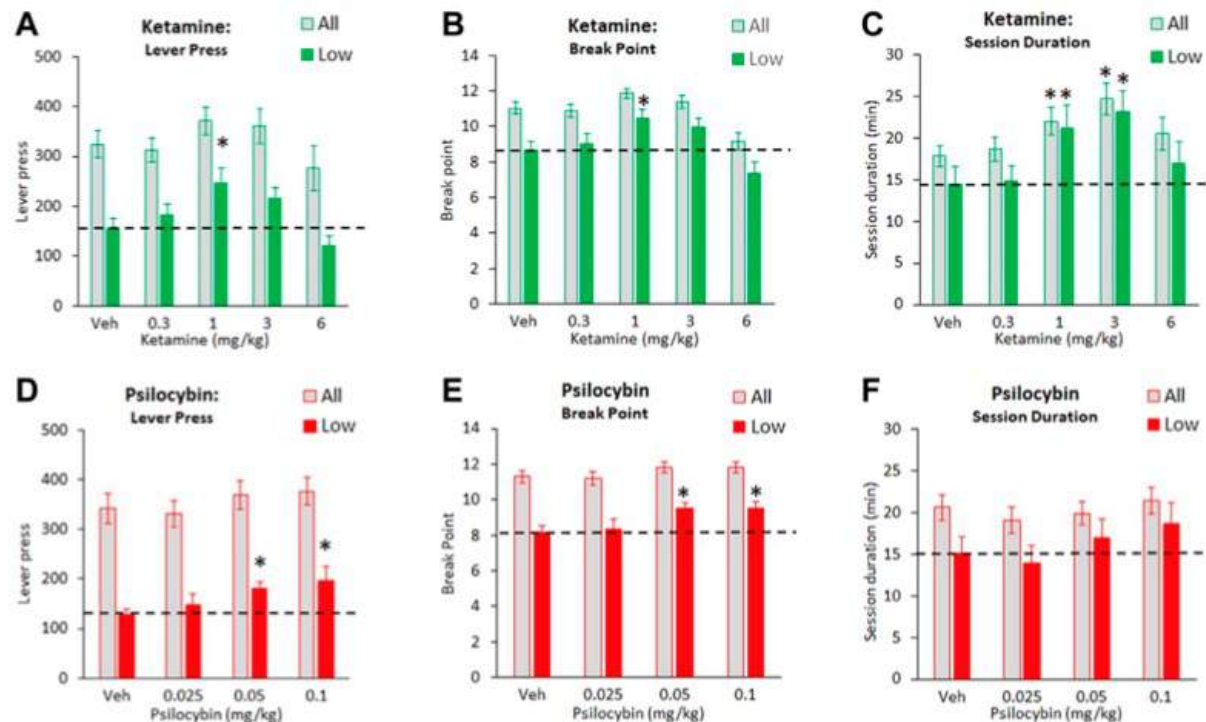 A
Ketamine:
Lever Press
All
Low
500
400
300
200
100
0
Lever press
*
Veh 0.3 1 3 6
Ketamine (mg/kg)
B
Ketamine:
Break Point
All
Low
14
12
10
8
6
4
2
0
Break point
*
Veh 0.3 1 3 6
Ketamine (mg/kg)
C
Ketamine:
Session Duration
All
Low
30
25
20
15
10
5
0
Session duration (min)
* * * *
Veh 0.3 1 3 6
Ketamine (mg/kg)
D
Psilocybin:
Lever Press
All
Low
500
400
300
200
100
0
Lever press
* *
Veh 0.025 0.05 0.1
Psilocybin (mg/kg)
E
Psilocybin
Break Point
All
Low
14
12
10
8
6
4
2
0
Break Point
* *
Veh 0.025 0.05 0.1
Psilocybin (mg/kg)
F
Psilocybin
Session Duration
All
Low
30
25
20
15
10
5
0
Session duration (min)
Veh 0.025 0.05 0.1
Psilocybin (mg/kg)